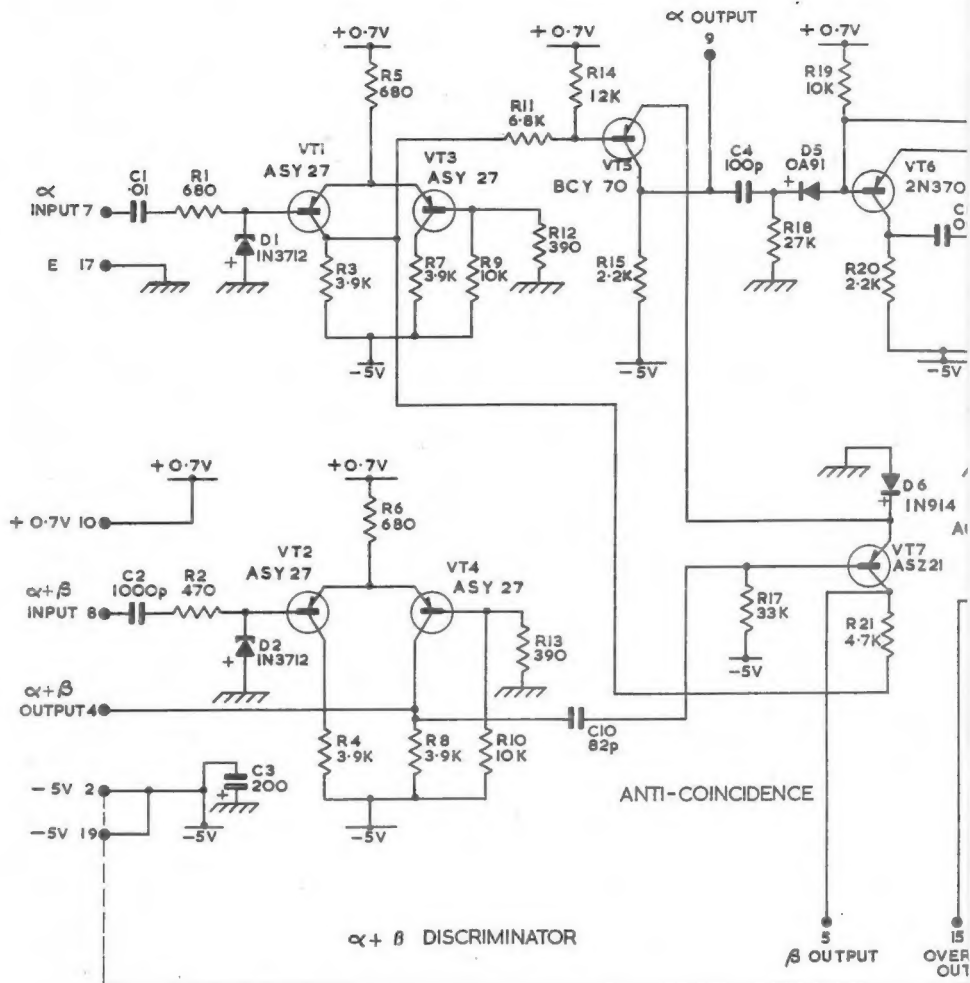 + 0·7V
α OUTPUT
9
+ 0·7V
+ 0·7V
R5
680
R14
12K
R19
10K
R11
6·8K
VT1
ASY 27
VT3
ASY 27
VT5
BCY 70
C4
100p
D5
OA91
+
VT6
2N370
α
INPUT 7
C1
·01
R1
680
D1
IN3712
+
R12
390
R18
27K
E 17
R3
3·9K
R7
3·9K
R9
10K
R15
2·2K
R20
2·2K
-5V
-5V
-5V
+ 0·7V
+ 0·7V
R6
680
D6
IN914
+
+ 0·7V 10
VT2
ASY 27
VT4
ASY 27
VT7
ASZ21
α+β
INPUT 8
C2
1000p
R2
470
D2
IN3712
+
R13
390
R17
33K
-5V
R21
4·7K
α+β
OUTPUT 4
R4
3·9K
R8
3·9K
R10
10K
C10
82p
C3
200
+
-5V 2
-5V 19
-5V
-5V
ANTI-COINCIDENCE
α + β DISCRIMINATOR
5
β OUTPUT
15